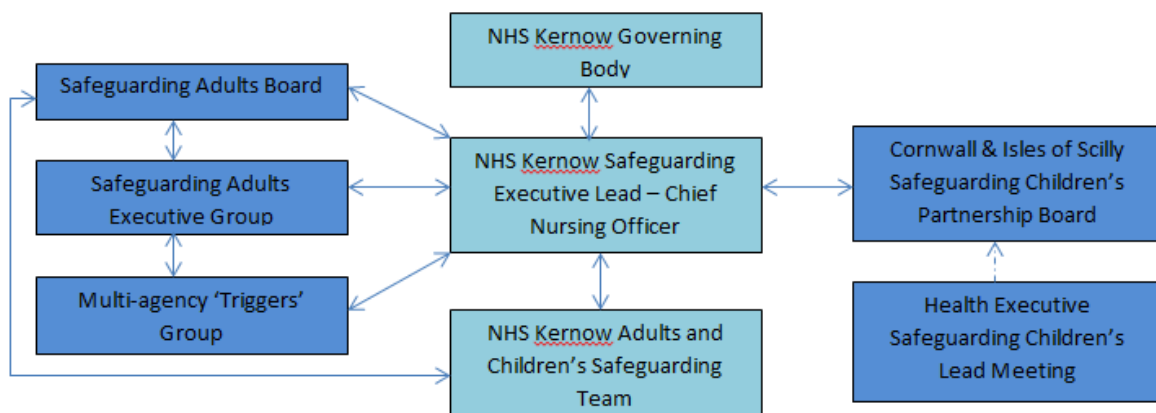 NHS Kernow Governing
Body
Safeguarding Adults Board
NHS Kernow Safeguarding
Executive Lead – Chief
Nursing Officer
Cornwall & Isles of Scilly
Safeguarding Children’s
Partnership Board
Safeguarding Adults
Executive Group
Multi-agency ‘Triggers’
Group
NHS Kernow Adults and
Children’s Safeguarding
Team
Health Executive
Safeguarding Children’s
Lead Meeting